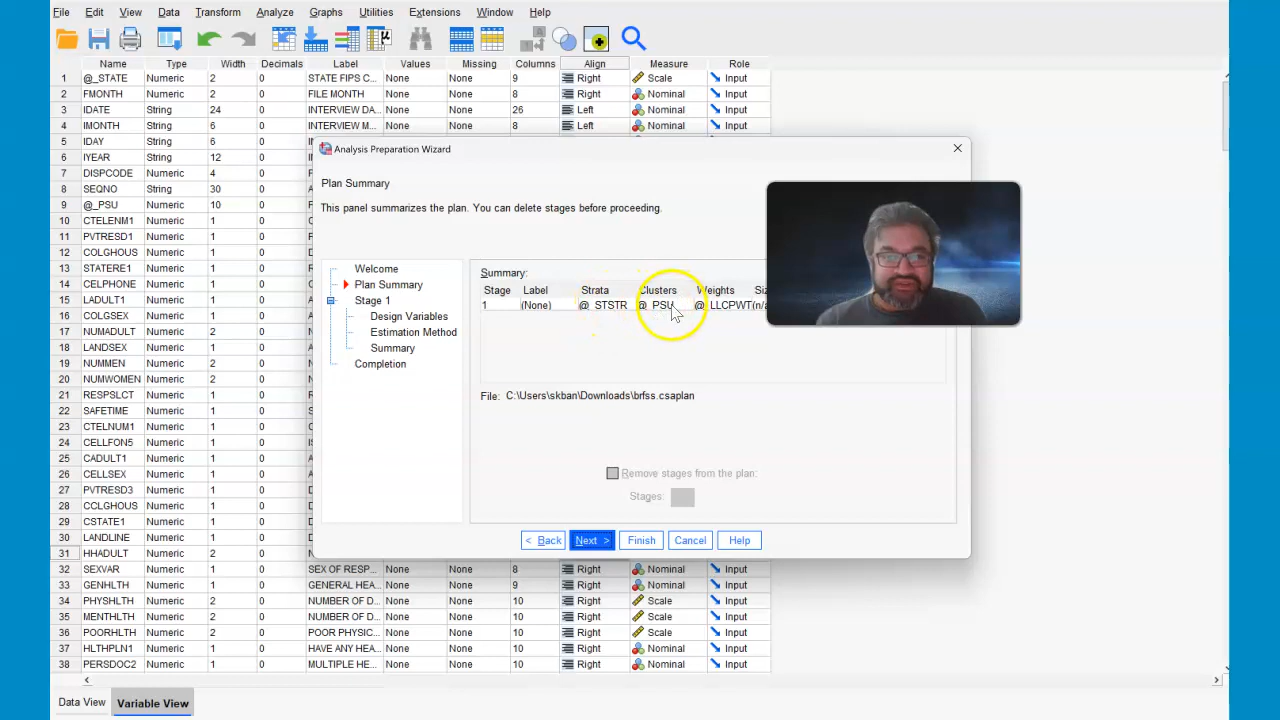 File Edit View Data Transform Analyze Graphs Utilities Extensions Window Help
Name Type Width Decimals Label Values Missing Columns Align Measure Role
1 @_STATE Numeric 2 0 STATE FIPS C... None None 9 Right Scale Input
2 FMONTH Numeric 2 0 FILE MONTH None None 8 Right Nominal Input
3 IDATE String 24 0 INTERVIEW DA... None None 26 Left Nominal Input
4 IMONTH String 6 0 INTERVIEW M... None None 8 Left Nominal Input
5 IDAY String 6 0
6 IYEAR String 12 0
7 DISPCODE Numeric 4 0
8 SEQNO String 30 0
9 @_PSU Numeric 10 0
10 CTELENM1 Numeric 1 0
11 PVTRESD1 Numeric 1 0
12 COLGHOUS Numeric 1 0
13 STATERE1 Numeric 1 0
14 CELPHONE Numeric 1 0
15 LADULT1 Numeric 1 0
16 COLGSEX Numeric 1 0
17 NUMADULT Numeric 2 0
18 LANDSEX Numeric 1 0
19 NUMMEN Numeric 2 0
20 NUMWOMEN Numeric 2 0
21 RESPSLCT Numeric 1 0
22 SAFETIME Numeric 1 0
23 CTELNUM1 Numeric 1 0
24 CELLFON5 Numeric 1 0
25 CADULT1 Numeric 1 0
26 CELLSEX Numeric 1 0
27 PVTRESD3 Numeric 1 0
28 CCLGHOUS Numeric 1 0
29 CSTATE1 Numeric 1 0
30 LANDLINE Numeric 1 0
31 HHADULT Numeric 2 0
32 SEXVAR Numeric 1 0 SEX OF RESP... None None 8 Right Nominal Input
33 GENHLTH Numeric 1 0 GENERAL HEA... None None 9 Right Nominal Input
34 PHYSHLTH Numeric 2 0 NUMBER OF D... None None 10 Right Scale Input
35 MENTHLTH Numeric 2 0 NUMBER OF D... None None 10 Right Scale Input
36 POORHLTH Numeric 2 0 POOR PHYSIC... None None 10 Right Scale Input
37 HLTHPLN1 Numeric 1 0 HAVE ANY HEA... None None 10 Right Nominal Input
38 PERSDOC2 Numeric 1 0 MULTIPLE HE... None None 10 Right Nominal Input
Data View Variable View
Analysis Preparation Wizard
Plan Summary
This panel summarizes the plan. You can delete stages before proceeding.
Welcome
Plan Summary
Stage 1
Design Variables
Estimation Method
Summary
Completion
Summary:
Stage Label Strata Clusters Weights
1 (None) @_STSTR @_PSU @_LLCPWT (n/a
File: C:\Users\skban\Downloads\brfss.csaplan
Remove stages from the plan:
Stages:
< Back Next > Finish Cancel Help